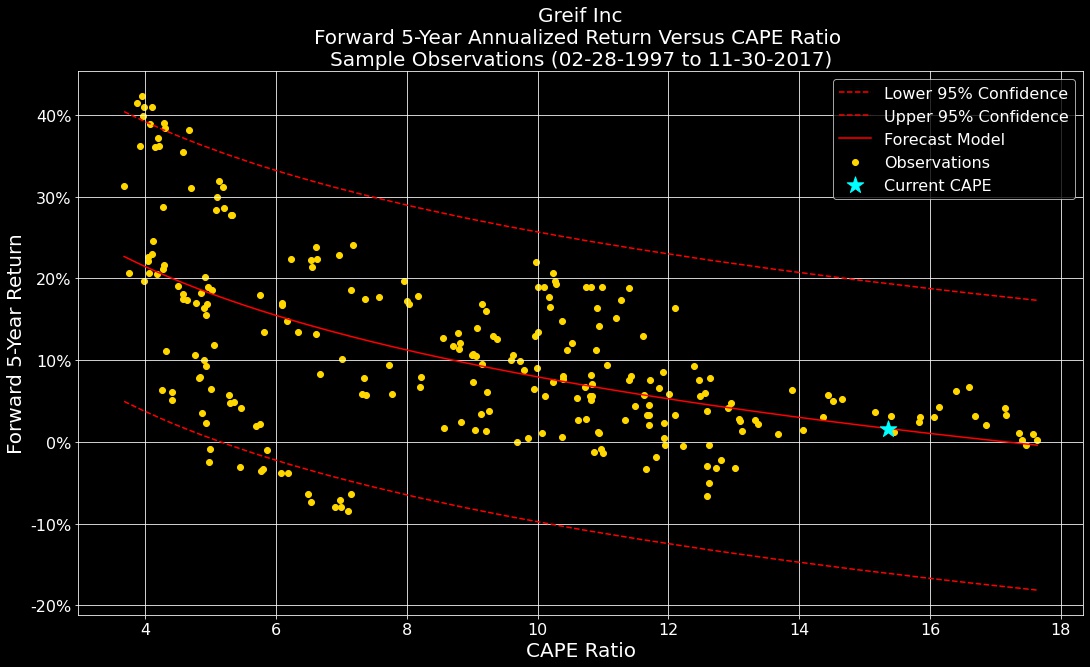 Greif Inc
Forward 5-Year Annualized Return Versus CAPE Ratio
Sample Observations (02-28-1997 to 11-30-2017)
Lower 95% Confidence
Upper 95% Confidence
Forecast Model
Observations
Current CAPE
Forward 5-Year Return
40%
30%
20%
10%
0%
-10%
-20%
4 6 8 10 12 14 16 18
CAPE Ratio